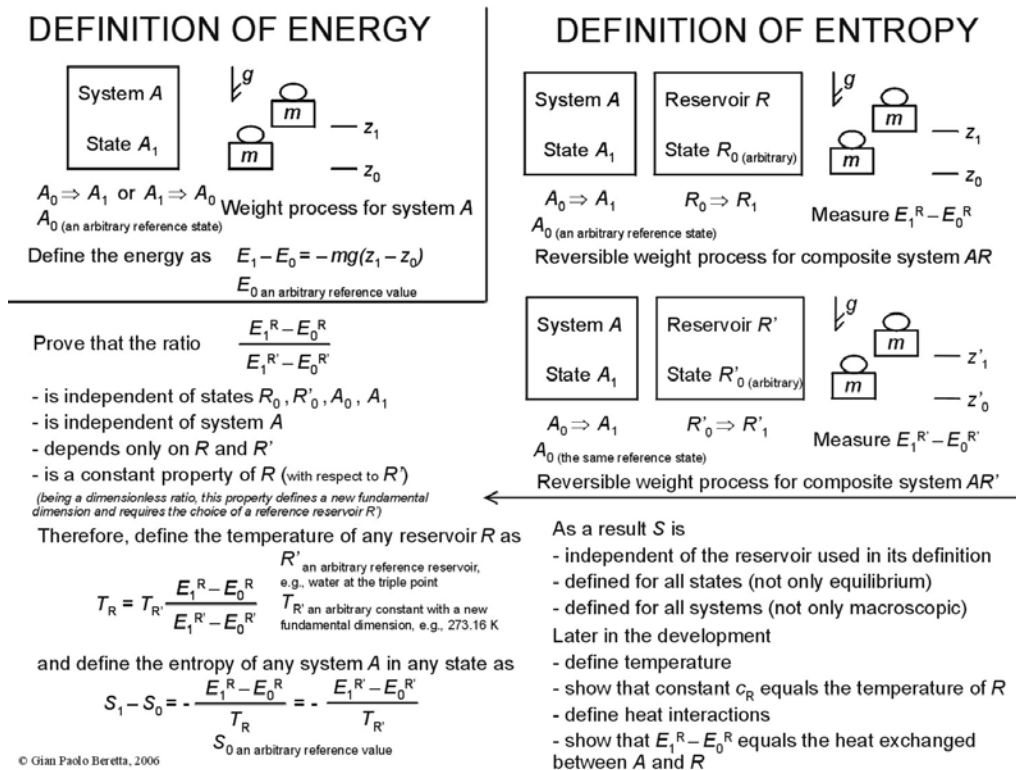 DEFINITION OF ENERGY
System A
State A₁
g
m
m
z₁
z₀
A₀ ⇒ A₁ or A₁ ⇒ A₀
A₀ (an arbitrary reference state)
Weight process for system A
Define the energy as E₁ – E₀ = – mg(z₁ – z₀)
E₀ an arbitrary reference value
DEFINITION OF ENTROPY
System A
State A₁
Reservoir R
State R₀ (arbitrary)
g
m
m
z₁
z₀
A₀ ⇒ A₁
R₀ ⇒ R₁
A₀ (an arbitrary reference state)
Measure E₁ᴿ – E₀ᴿ
Reversible weight process for composite system AR
System A
State A₁
Reservoir R'
State R'₀ (arbitrary)
g
m
m
z'₁
z'₀
A₀ ⇒ A₁
R'₀ ⇒ R'₁
A₀ (the same reference state)
Measure E₁ᴿ' – E₀ᴿ'
Reversible weight process for composite system AR'
Prove that the ratio
E₁ᴿ – E₀ᴿ
E₁ᴿ' – E₀ᴿ'
- is independent of states R₀ , R'₀ , A₀ , A₁
- is independent of system A
- depends only on R and R'
- is a constant property of R (with respect to R')
(being a dimensionless ratio, this property defines a new fundamental
dimension and requires the choice of a reference reservoir R')
Therefore, define the temperature of any reservoir R as
R' an arbitrary reference reservoir,
e.g., water at the triple point
T_R = T_R' (E₁ᴿ – E₀ᴿ) / (E₁ᴿ' – E₀ᴿ')
T_R' an arbitrary constant with a new
fundamental dimension, e.g., 273.16 K
and define the entropy of any system A in any state as
S₁ – S₀ = - (E₁ᴿ – E₀ᴿ) / T_R = - (E₁ᴿ' – E₀ᴿ') / T_R'
S₀ an arbitrary reference value
© Gian Paolo Beretta, 2006
As a result S is
- independent of the reservoir used in its definition
- defined for all states (not only equilibrium)
- defined for all systems (not only macroscopic)
Later in the development
- define temperature
- show that constant c_R equals the temperature of R
- define heat interactions
- show that E₁ᴿ – E₀ᴿ equals the heat exchanged
between A and R